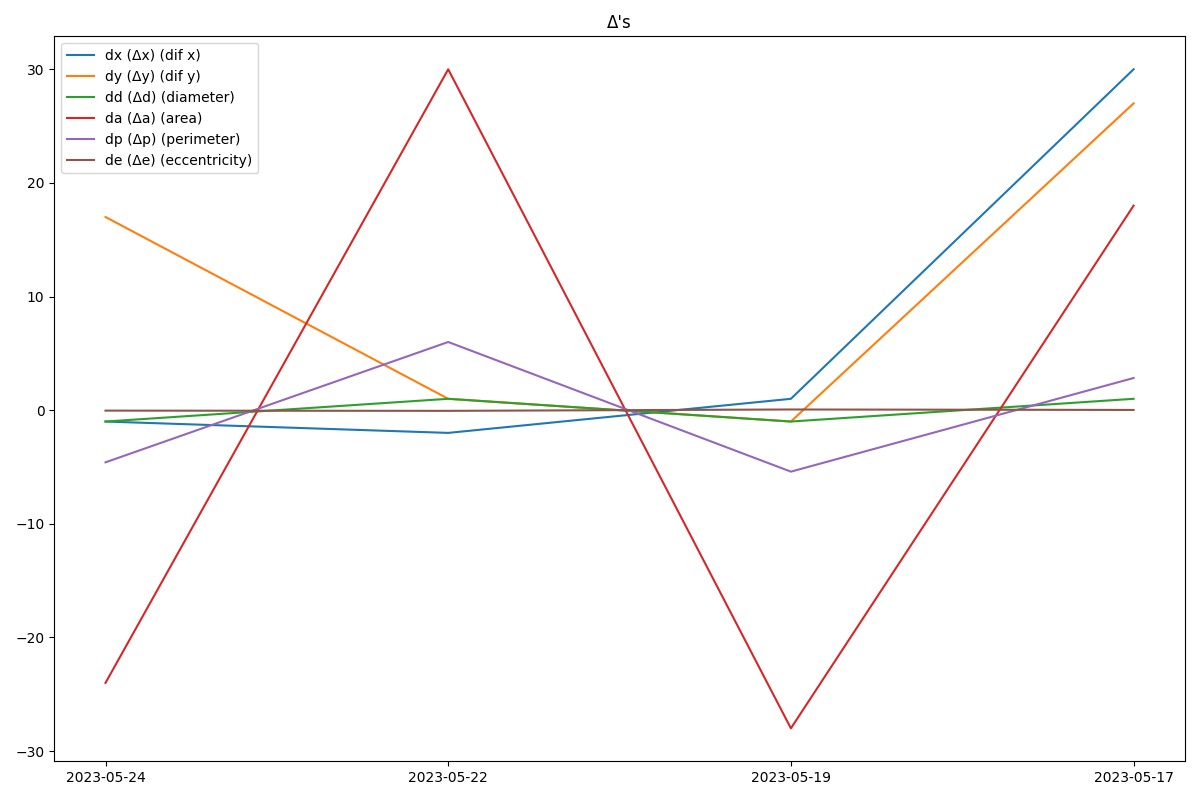 Δ's
dx (Δx) (dif x)
dy (Δy) (dif y)
dd (Δd) (diameter)
da (Δa) (area)
dp (Δp) (perimeter)
de (Δe) (eccentricity)
30
20
10
0
−10
−20
−30
2023-05-24 2023-05-22 2023-05-19 2023-05-17